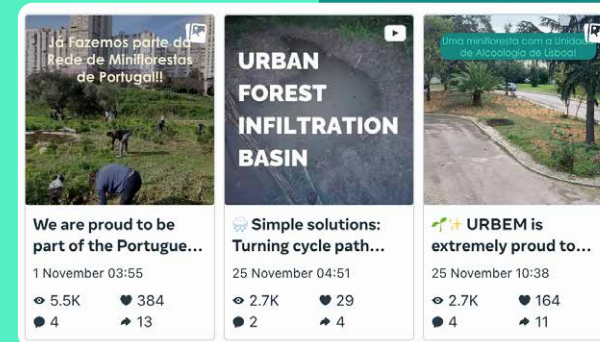 Já Fazemos parte da
Rede de Miniflorestas
de Portugal!!
We are proud to be
part of the Portugue...
1 November 03:55
5.5K 384
4 13
URBAN
FOREST
INFILTRATION
BASIN
Simple solutions:
Turning cycle path...
25 November 04:51
2.7K 29
2 4
Uma minifloresta com a Unidade
de Alcoologia de Lisboa!
URBEM is
extremely proud to...
25 November 10:38
2.7K 164
4 11